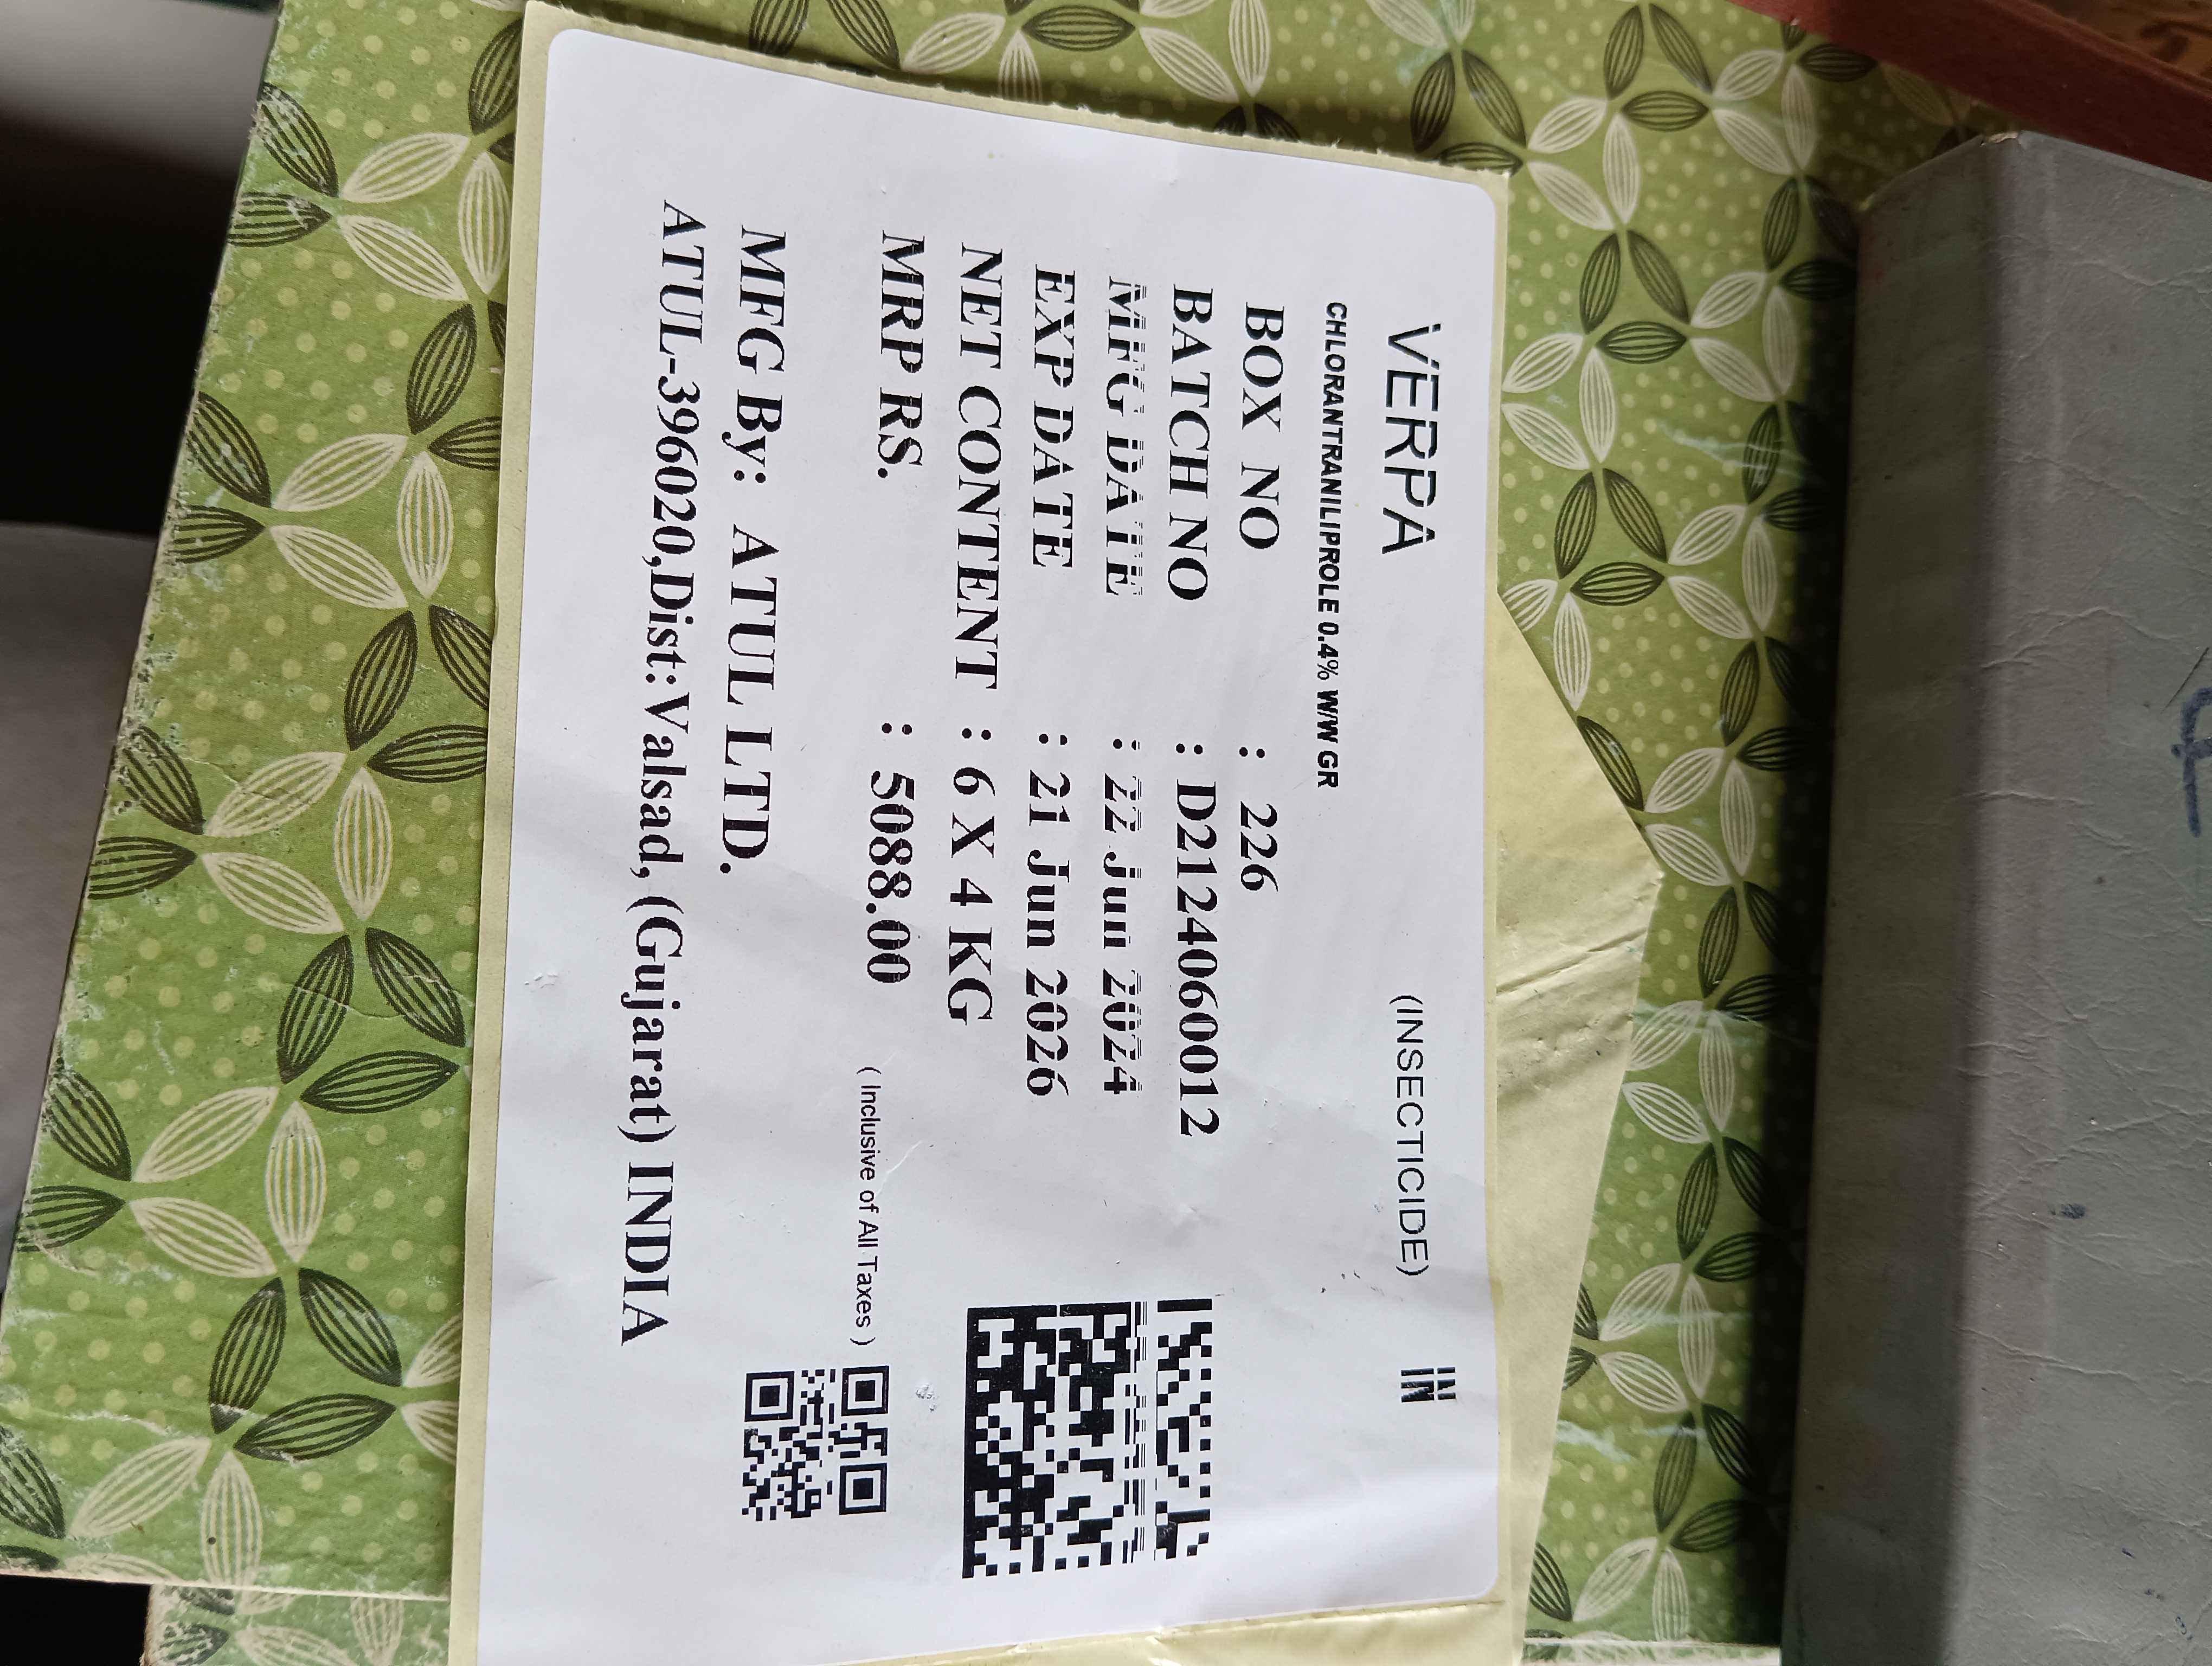 VERPA (INSECTICIDE) IN
CHLORANTRANILIPROLE 0.4% W/W GR
BOX NO : 226
BATCH NO : D2124060012
MFG DATE : 22 Jun 2024
EXP DATE : 21 Jun 2026
NET CONTENT : 6 X 4 KG
MRP RS. : 5088.00 ( Inclusive of All Taxes )
MFG By: ATUL LTD.
ATUL-396020,Dist:Valsad, (Gujarat) INDIA